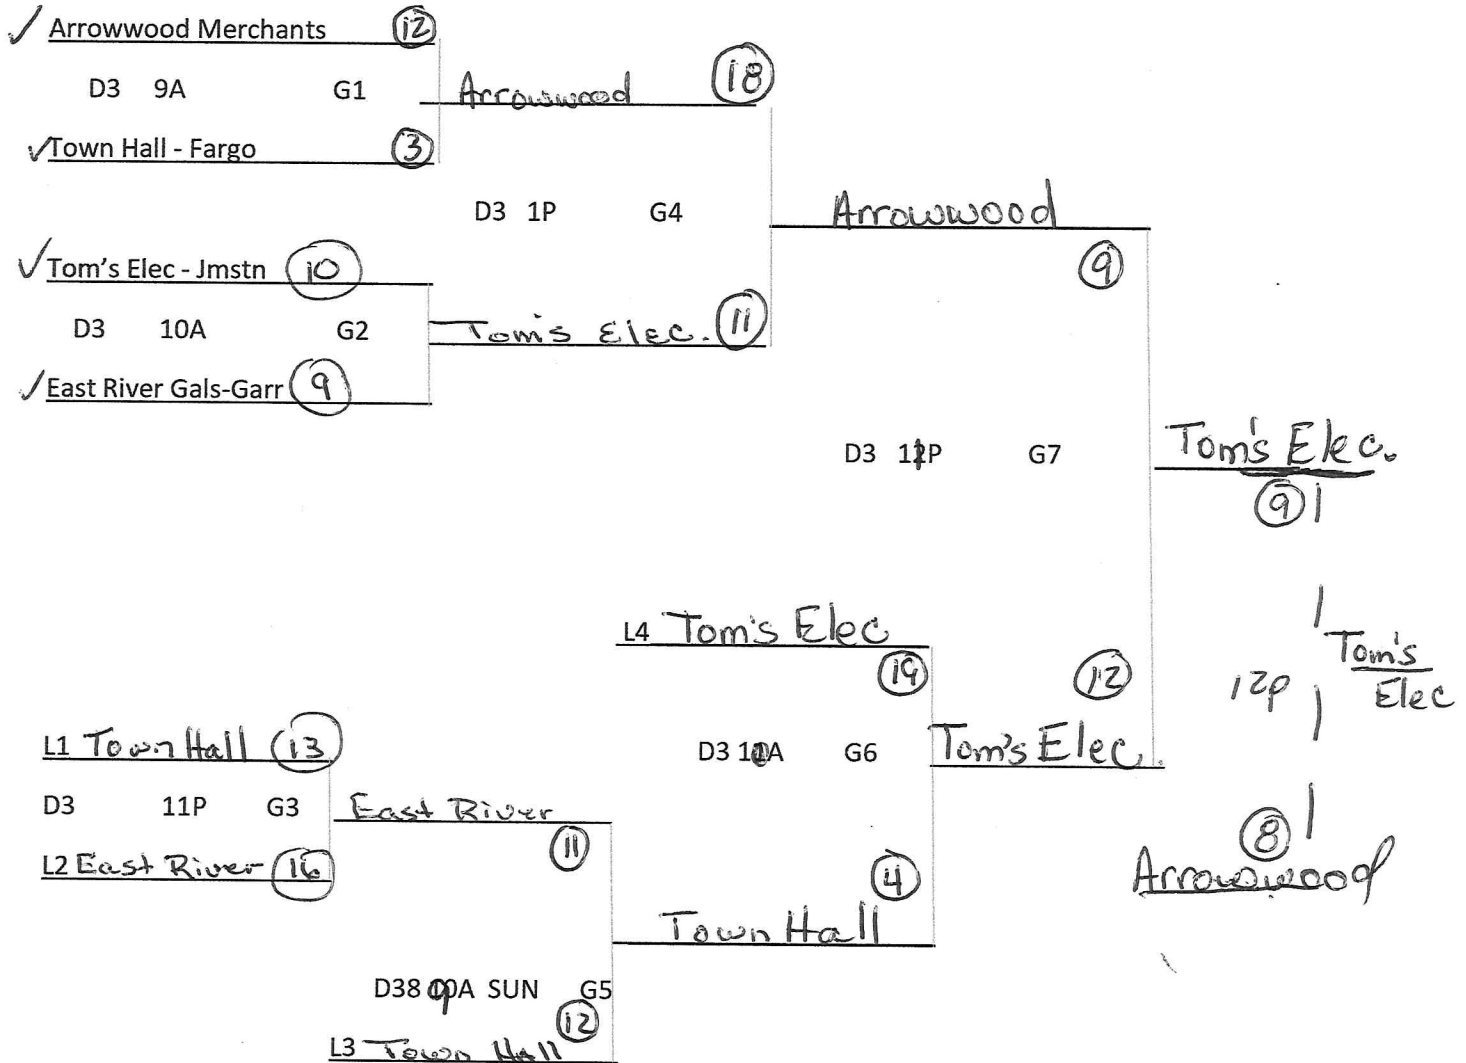 ✓ Arrowwood Merchants 12
D3 9A G1
Arrowwood 18
✓ Town Hall - Fargo 3
D3 1P G4
Arrowwood
9
✓ Tom's Elec - Jmstn 10
D3 10A G2
Tom's Elec. 11
✓ East River Gals-Garr 9
D3 12P G7
Tom's Elec.
9
L4 Tom's Elec
19
12
12p
Tom's
Elec
L1 Town Hall 13
D3 G6
Tom's Elec.
D3 11P G3
East River
11
L2 East River 16
4
8
Arrowwood
Town Hall
SUN G5
12
L3 Town Hall